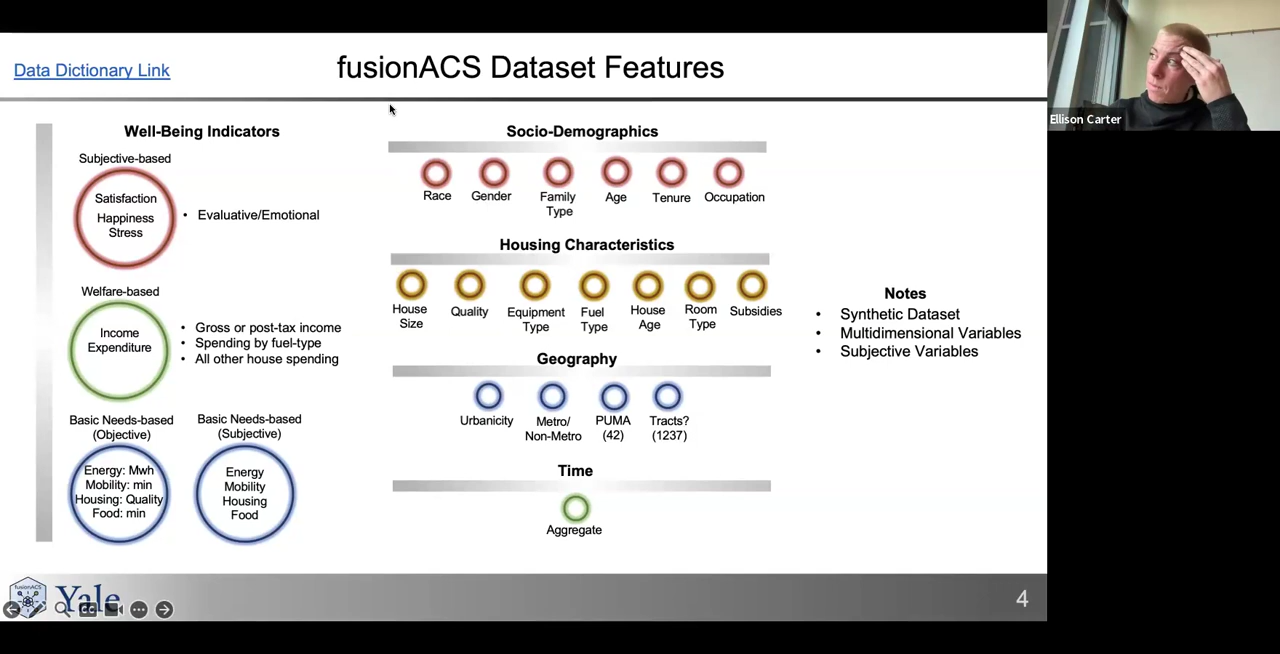 Data Dictionary Link
fusionACS Dataset Features
Ellison Carter
Well-Being Indicators
Subjective-based
Satisfaction
Happiness
Stress
• Evaluative/Emotional
Welfare-based
Income
Expenditure
• Gross or post-tax income
• Spending by fuel-type
• All other house spending
Basic Needs-based
(Objective)
Energy: Mwh
Mobility: min
Housing: Quality
Food: min
Basic Needs-based
(Subjective)
Energy
Mobility
Housing
Food
Socio-Demographics
Race
Gender
Family
Type
Age
Tenure
Occupation
Housing Characteristics
House
Size
Quality
Equipment
Type
Fuel
Type
House
Age
Room
Type
Subsidies
Geography
Urbanicity
Metro/
Non-Metro
PUMA
(42)
Tracts?
(1237)
Time
Aggregate
Notes
• Synthetic Dataset
• Multidimensional Variables
• Subjective Variables
fusionACS
Yale
4